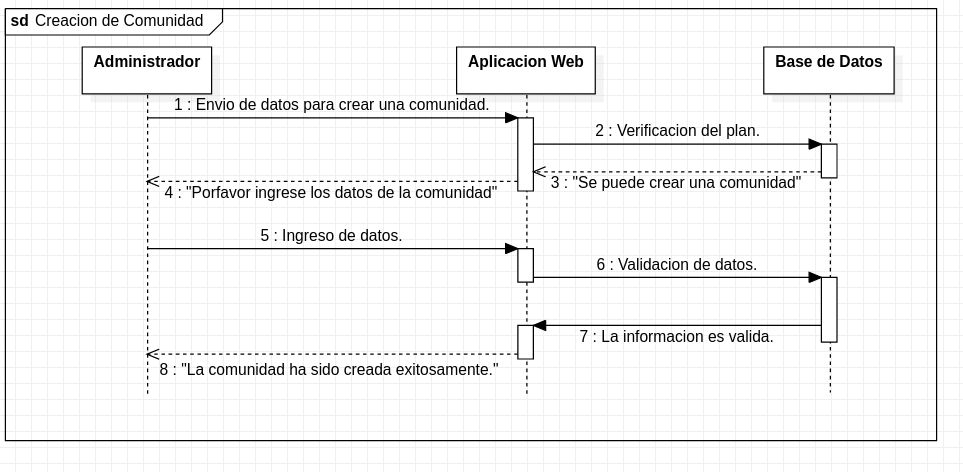 sd Creacion de Comunidad
Administrador
Aplicacion Web
Base de Datos
1 : Envio de datos para crear una comunidad.
2 : Verificacion del plan.
3 : "Se puede crear una comunidad"
4 : "Porfavor ingrese los datos de la comunidad"
5 : Ingreso de datos.
6 : Validacion de datos.
7 : La informacion es valida.
8 : "La comunidad ha sido creada exitosamente."